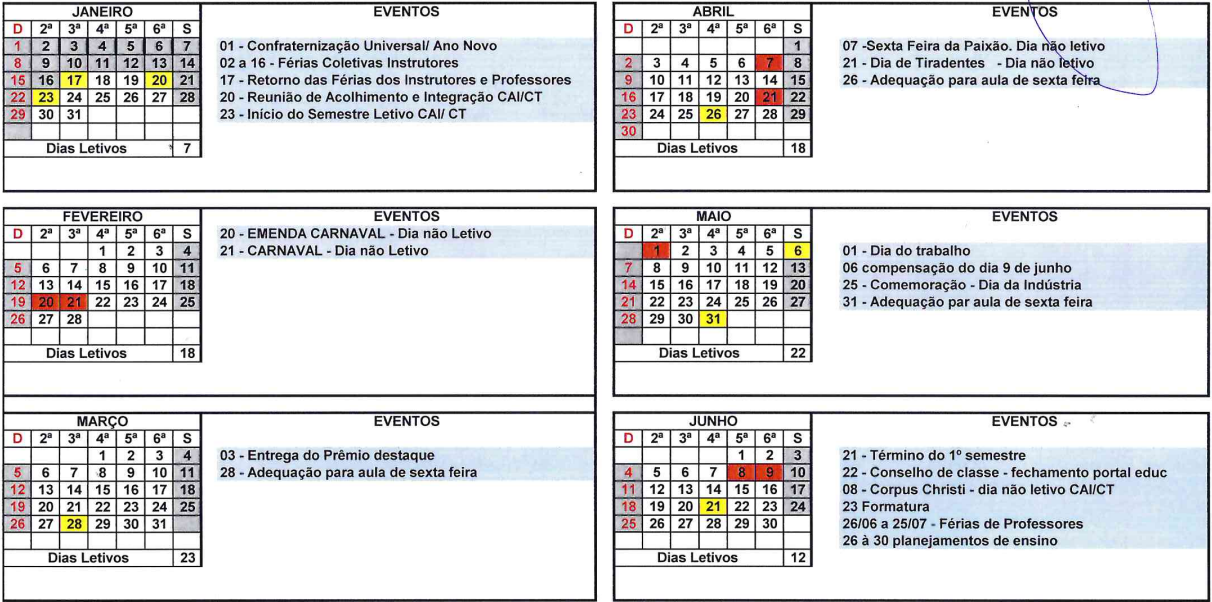 JANEIRO EVENTOS
D 2ª 3ª 4ª 5ª 6ª S
1 2 3 4 5 6 7 01 - Confraternização Universal/ Ano Novo
8 9 10 11 12 13 14 02 a 16 - Férias Coletivas Instrutores
15 16 17 18 19 20 21 17 - Retorno das Férias dos Instrutores e Professores
22 23 24 25 26 27 28 20 - Reunião de Acolhimento e Integração CAI/CT
29 30 31 23 - Início do Semestre Letivo CAI/ CT
Dias Letivos 7
FEVEREIRO EVENTOS
D 2ª 3ª 4ª 5ª 6ª S 20 - EMENDA CARNAVAL - Dia não Letivo
1 2 3 4 21 - CARNAVAL - Dia não Letivo
5 6 7 8 9 10 11
12 13 14 15 16 17 18
19 20 21 22 23 24 25
26 27 28
Dias Letivos 18
MARÇO EVENTOS
D 2ª 3ª 4ª 5ª 6ª S
1 2 3 4 03 - Entrega do Prêmio destaque
5 6 7 8 9 10 11 28 - Adequação para aula de sexta feira
12 13 14 15 16 17 18
19 20 21 22 23 24 25
26 27 28 29 30 31
Dias Letivos 23
ABRIL EVENTOS
D 2ª 3ª 4ª 5ª 6ª S
1 07 -Sexta Feira da Paixão. Dia não letivo
2 3 4 5 6 7 8 21 - Dia de Tiradentes - Dia não letivo
9 10 11 12 13 14 15 26 - Adequação para aula de sexta feira
16 17 18 19 20 21 22
23 24 25 26 27 28 29
30
Dias Letivos 18
MAIO EVENTOS
D 2ª 3ª 4ª 5ª 6ª S
1 2 3 4 5 6 01 - Dia do trabalho
7 8 9 10 11 12 13 06 compensação do dia 9 de junho
14 15 16 17 18 19 20 25 - Comemoração - Dia da Indústria
21 22 23 24 25 26 27 31 - Adequação par aula de sexta feira
28 29 30 31
Dias Letivos 22
JUNHO EVENTOS
D 2ª 3ª 4ª 5ª 6ª S
1 2 3 21 - Término do 1º semestre
4 5 6 7 8 9 10 22 - Conselho de classe - fechamento portal educ
11 12 13 14 15 16 17 08 - Corpus Christi - dia não letivo CAI/CT
18 19 20 21 22 23 24 23 Formatura
25 26 27 28 29 30 26/06 a 25/07 - Férias de Professores
26 à 30 planejamentos de ensino
Dias Letivos 12